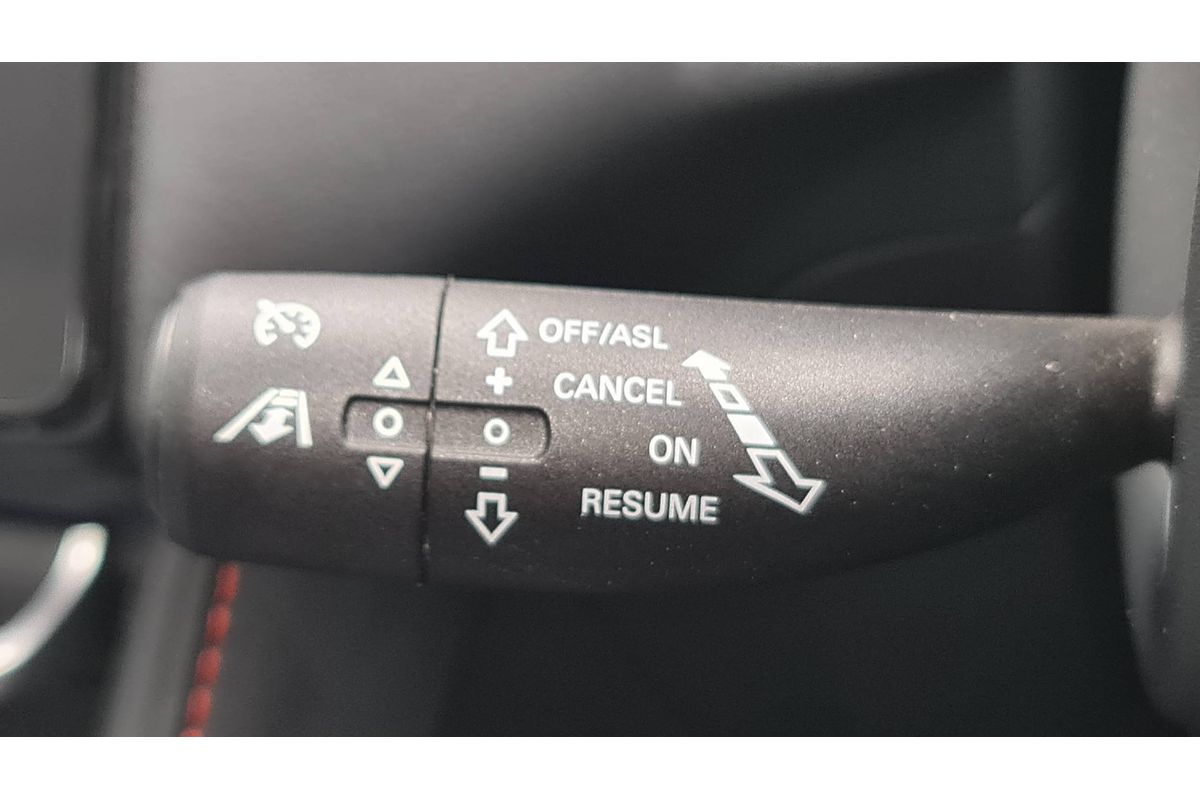 OFF/ASL
+
CANCEL
ON
−
RESUME